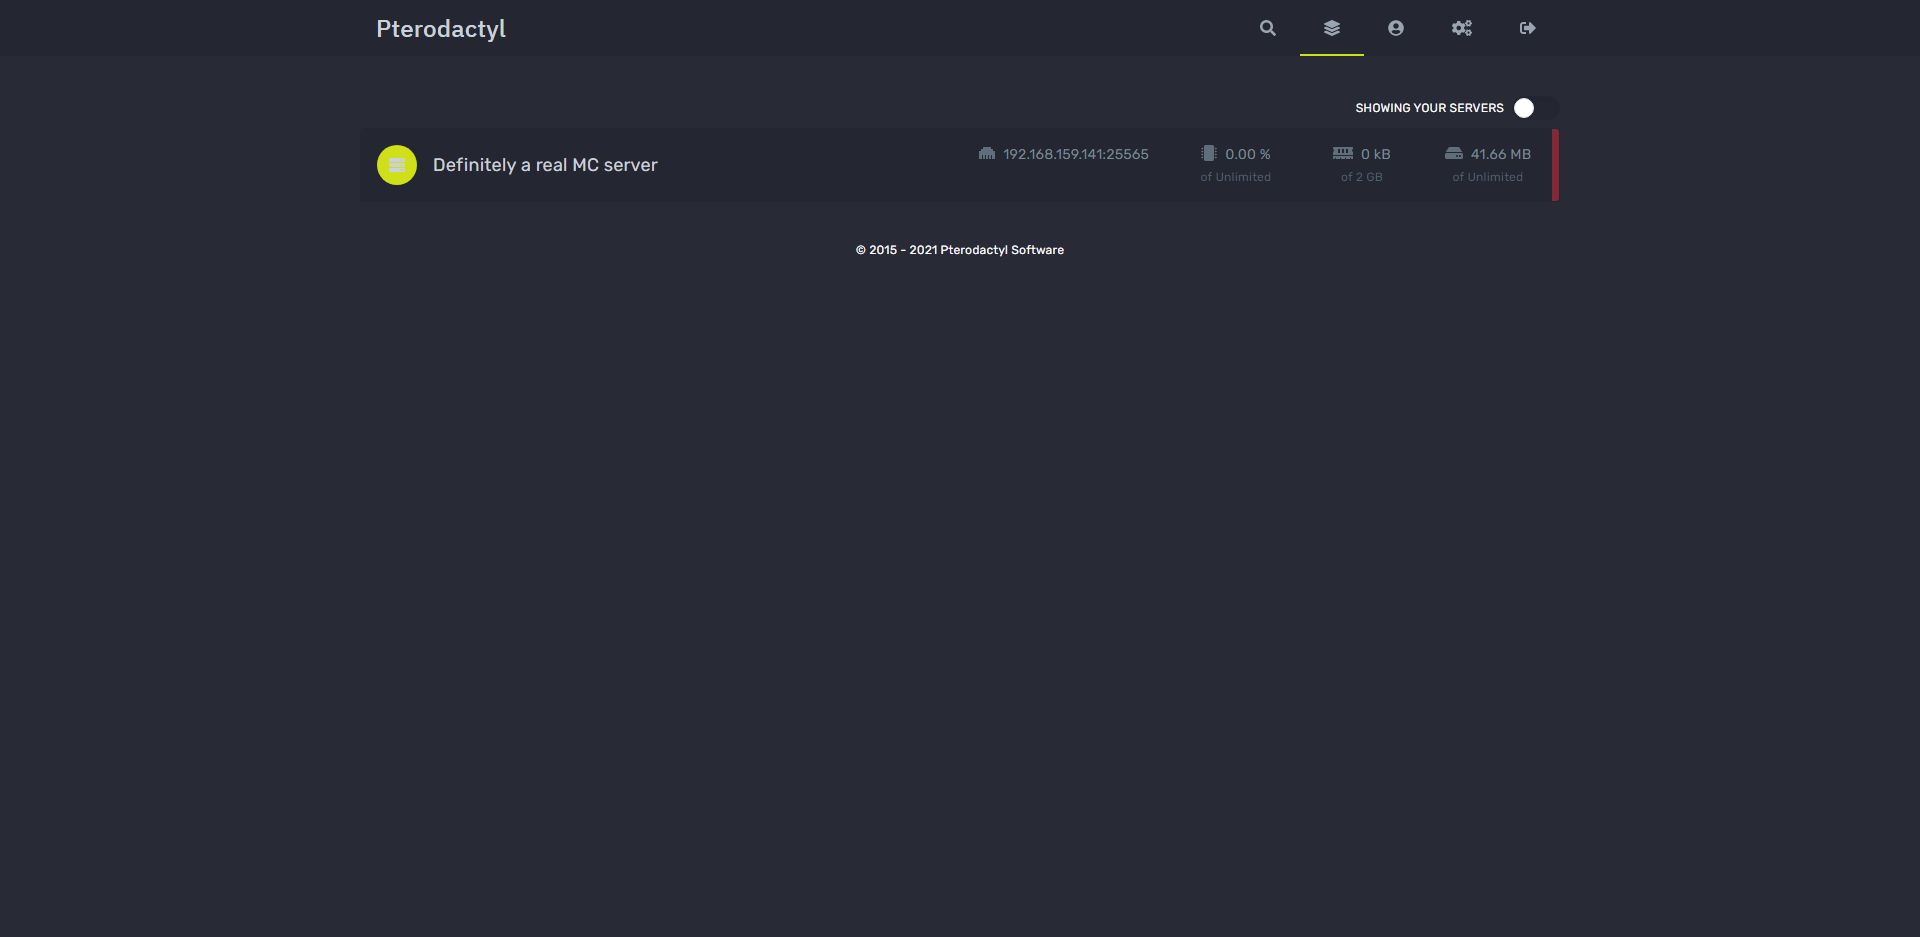 Pterodactyl
SHOWING YOUR SERVERS
Definitely a real MC server
192.168.159.141:25565
0.00 %
of Unlimited
0 kB
of 2 GB
41.66 MB
of Unlimited
© 2015 - 2021 Pterodactyl Software